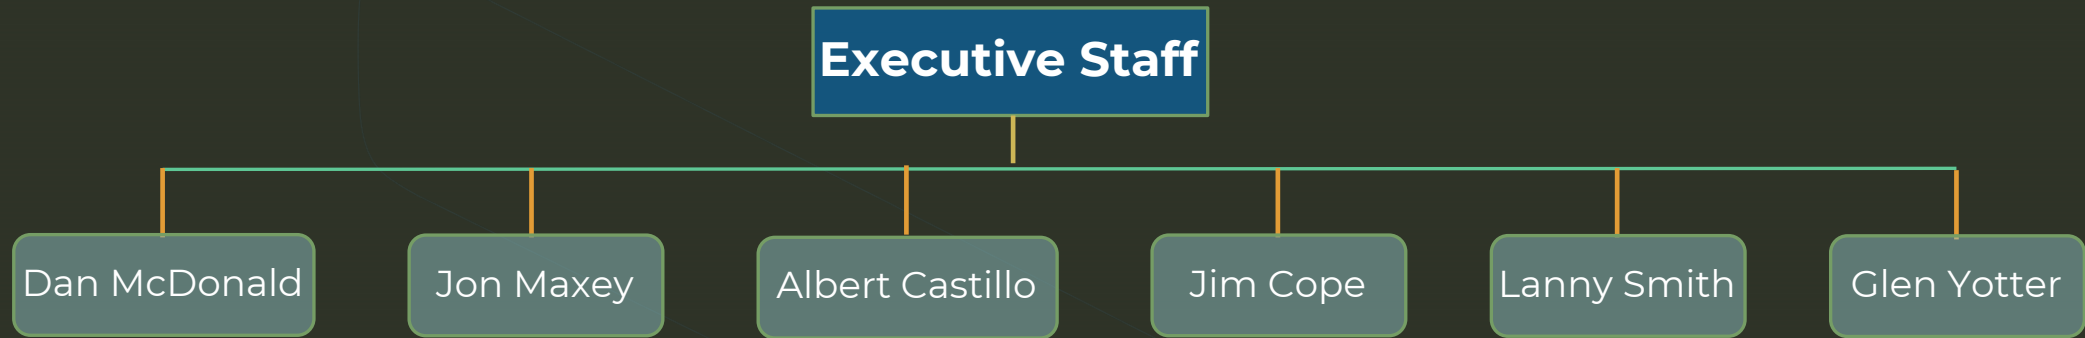 Executive Staff
Dan McDonald
Jon Maxey
Albert Castillo
Jim Cope
Lanny Smith
Glen Yotter